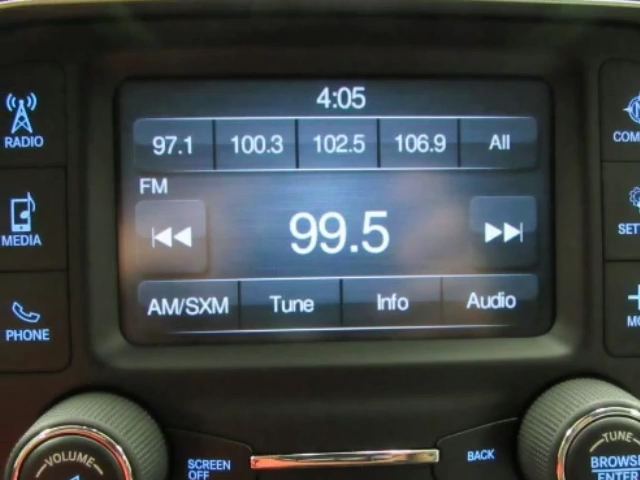 4:05
97.1 100.3 102.5 106.9 All
FM
99.5
AM/SXM Tune Info Audio
RADIO
MEDIA
PHONE
VOLUME
SCREEN
OFF
BACK
TUNE
BROWSE
ENTER